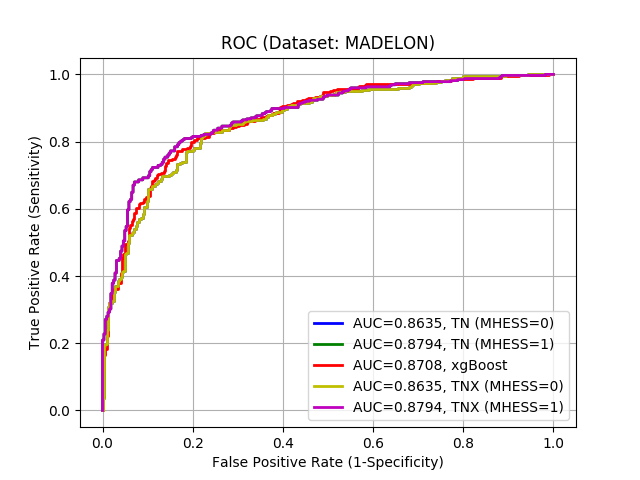 ROC (Dataset: MADELON)
True Positive Rate (Sensitivity)
1.0
0.8
0.6
0.4
0.2
0.0
AUC=0.8635, TN (MHESS=0)
AUC=0.8794, TN (MHESS=1)
AUC=0.8708, xgBoost
AUC=0.8635, TNX (MHESS=0)
AUC=0.8794, TNX (MHESS=1)
0.0 0.2 0.4 0.6 0.8 1.0
False Positive Rate (1-Specificity)